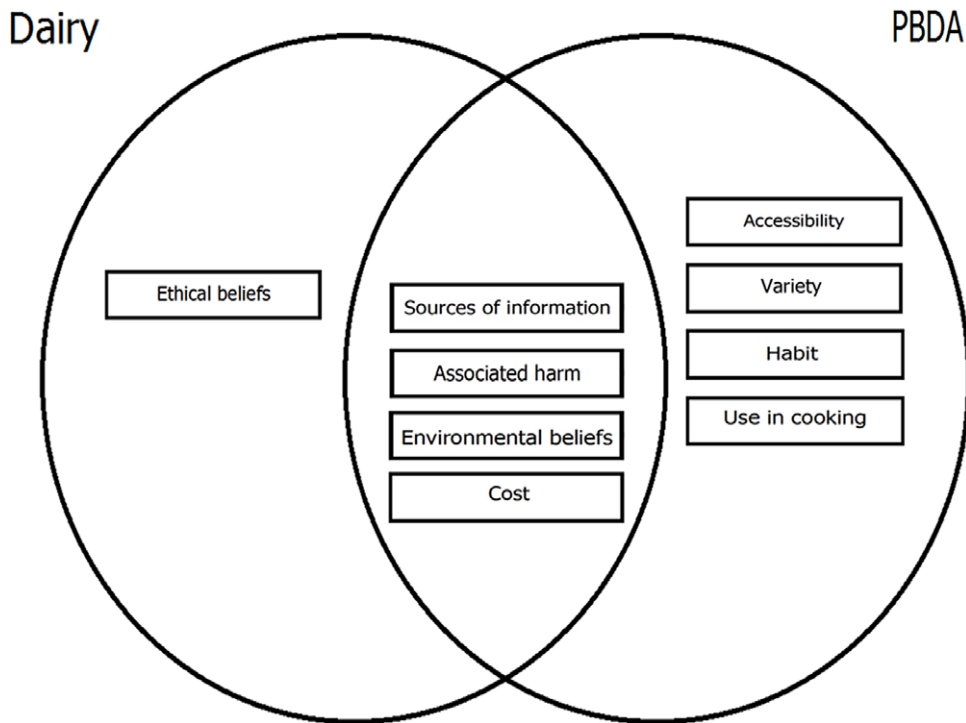 Dairy
PBDA
Ethical beliefs
Sources of information
Associated harm
Environmental beliefs
Cost
Accessibility
Variety
Habit
Use in cooking